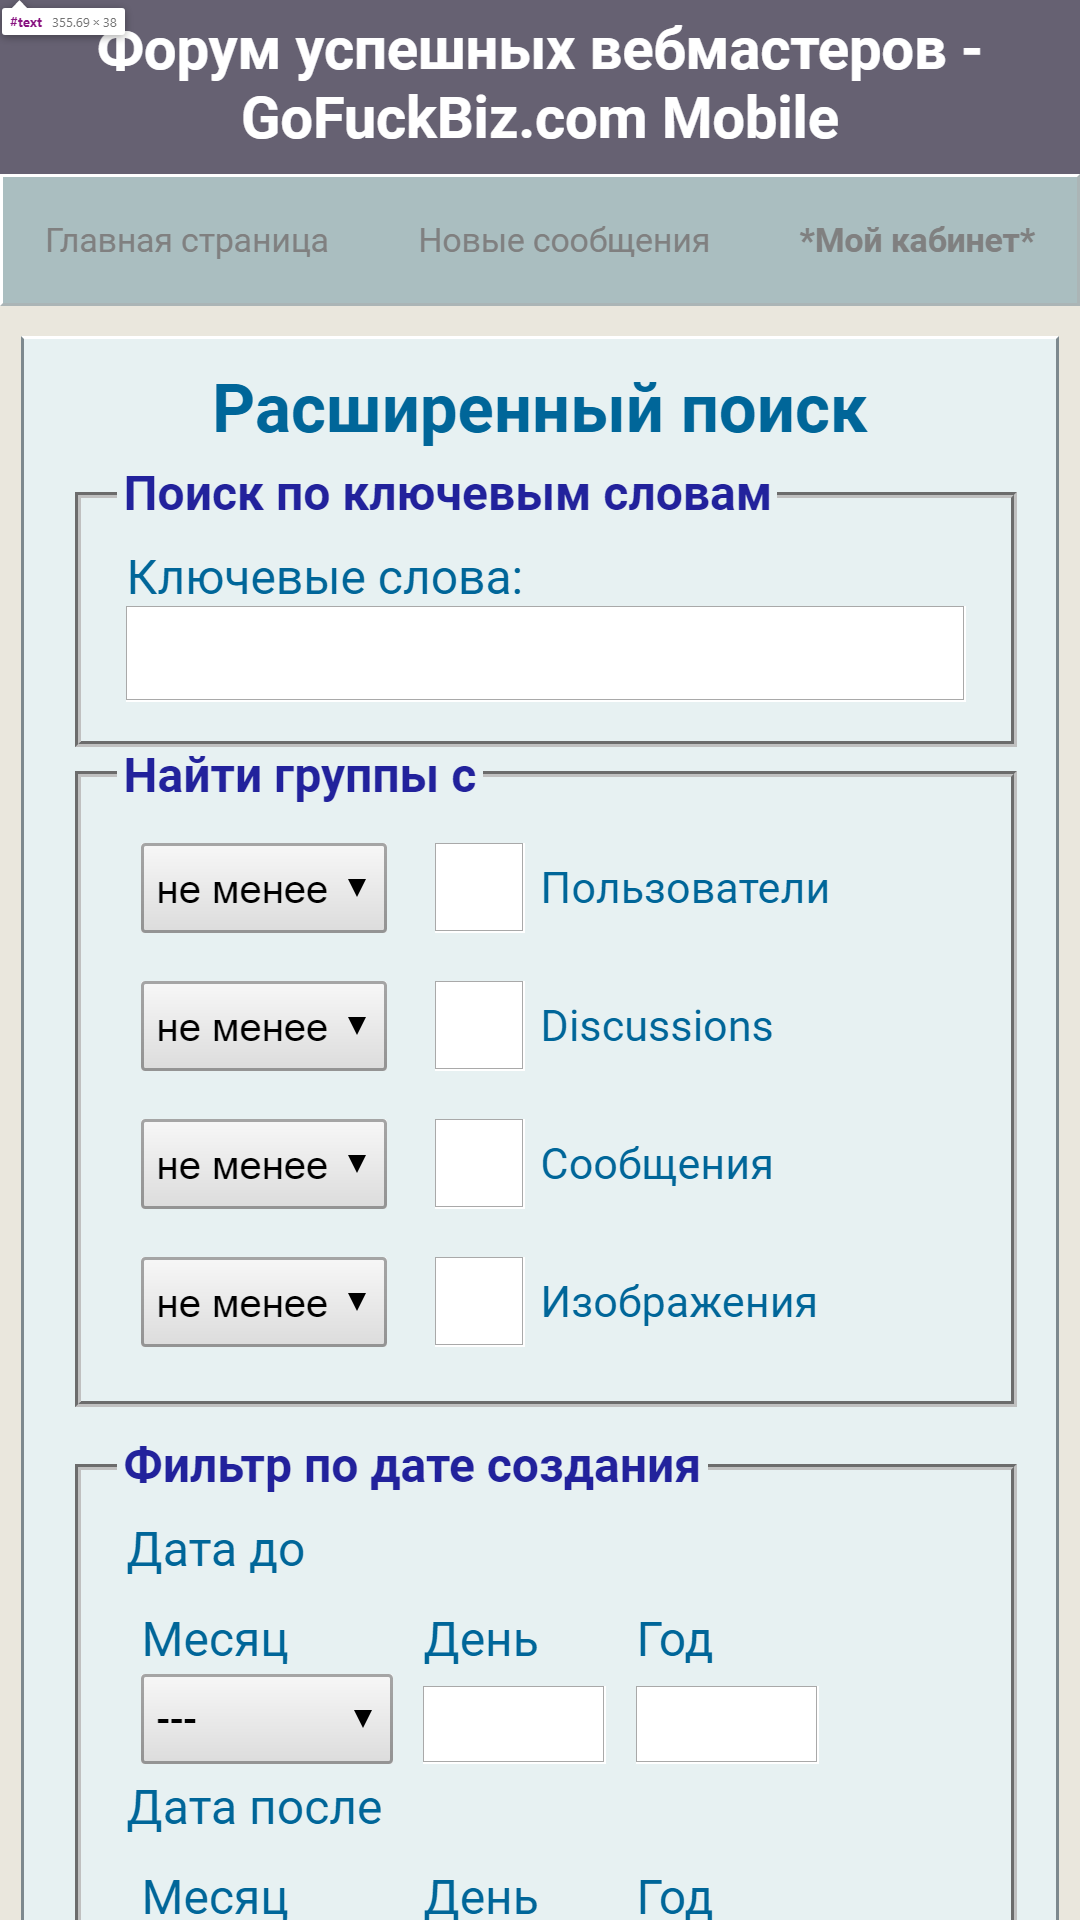 #text 355.69 × 38
Форум успешных вебмастеров -
GoFuckBiz.com Mobile
Главная страница Новые сообщения *Мой кабинет*
Расширенный поиск
Поиск по ключевым словам
Ключевые слова:
Найти группы с
не менее Пользователи
не менее Discussions
не менее Сообщения
не менее Изображения
Фильтр по дате создания
Дата до
Месяц День Год
---
Дата после
Месяц День Год